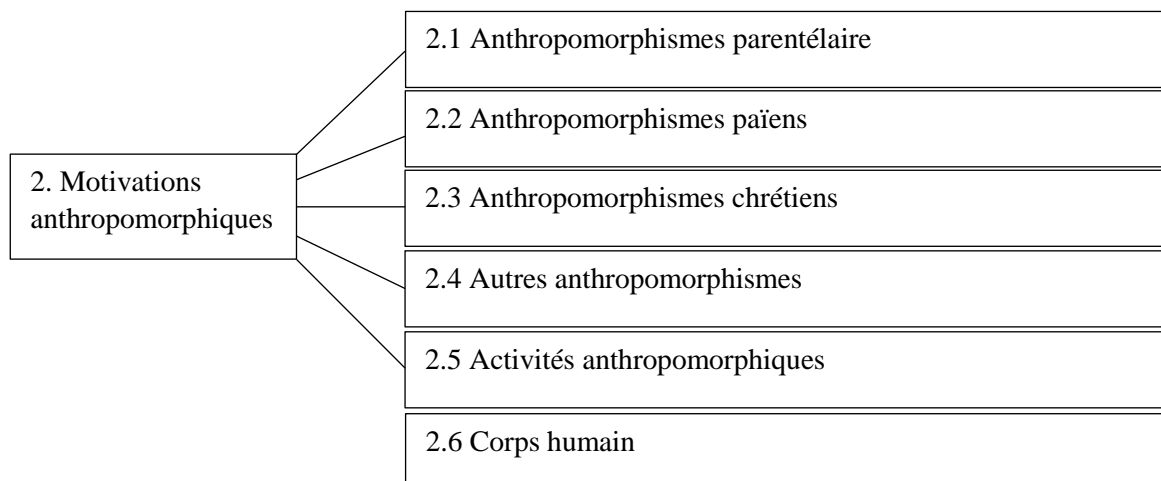 2. Motivations
anthropomorphiques
2.1 Anthropomorphismes parentélaire
2.2 Anthropomorphismes païens
2.3 Anthropomorphismes chrétiens
2.4 Autres anthropomorphismes
2.5 Activités anthropomorphiques
2.6 Corps humain